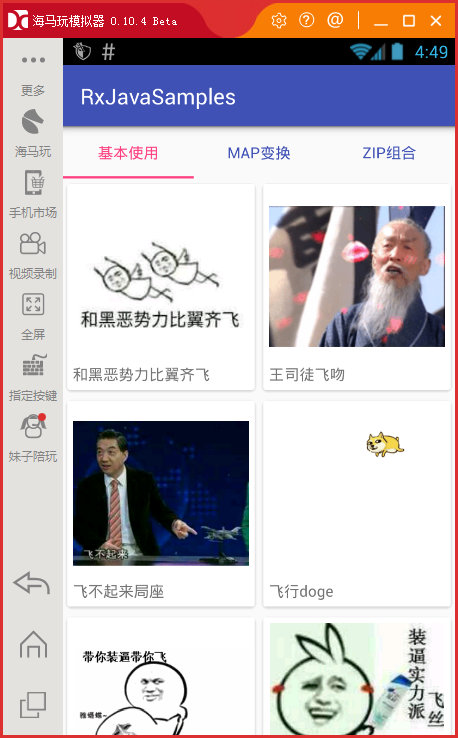 海马玩模拟器 0.10.4 Beta
4:49
更多
海马玩
手机市场
视频录制
全屏
指定按键
妹子陪玩
RxJavaSamples
基本使用
MAP变换
ZIP组合
和黑恶势力比翼齐飞
和黑恶势力比翼齐飞
王司徒飞吻
飞不起来
飞不起来局座
飞行doge
带你装逼带你飞
装逼实力派
飞丝